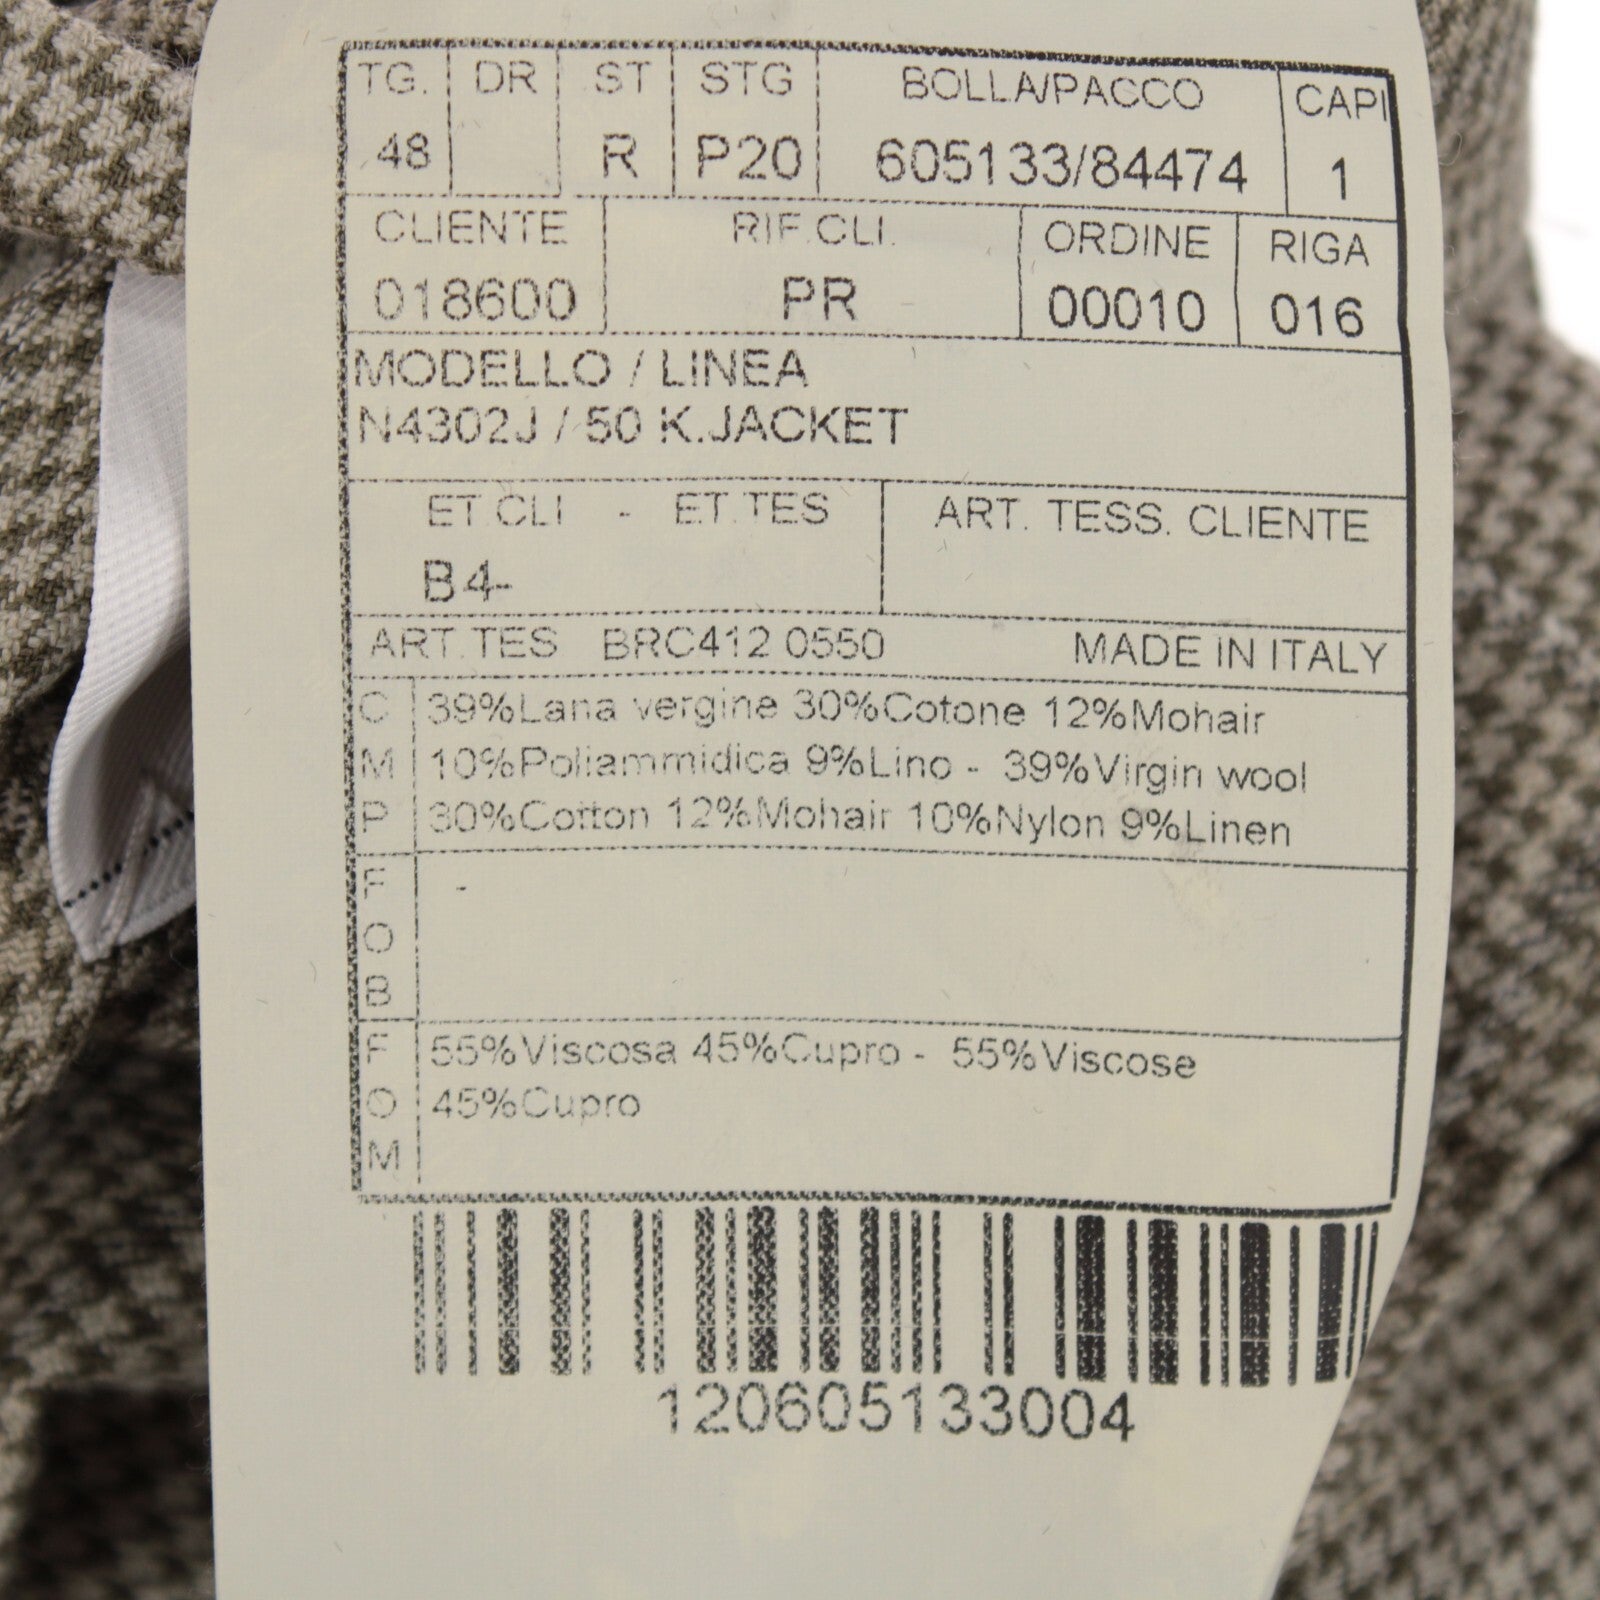 TG. DR ST STG BOLLA/PACCO CAPI
48 R P20 605133/84474 1
CLIENTE RIF.CLI. ORDINE RIGA
018600 PR 00010 016
MODELLO / LINEA
N4302J / 50 K.JACKET
ET.CLI - ET.TES ART. TESS. CLIENTE
B4-
ART.TES BRC412 0550 MADE IN ITALY
C 39%Lana vergine 30%Cotone 12%Mohair
M 10%Poliammidica 9%Lino - 39%Virgin wool
P 30%Cotton 12%Mohair 10%Nylon 9%Linen
F -
O
B
F 55%Viscosa 45%Cupro - 55%Viscose
O 45%Cupro
M
120605133004